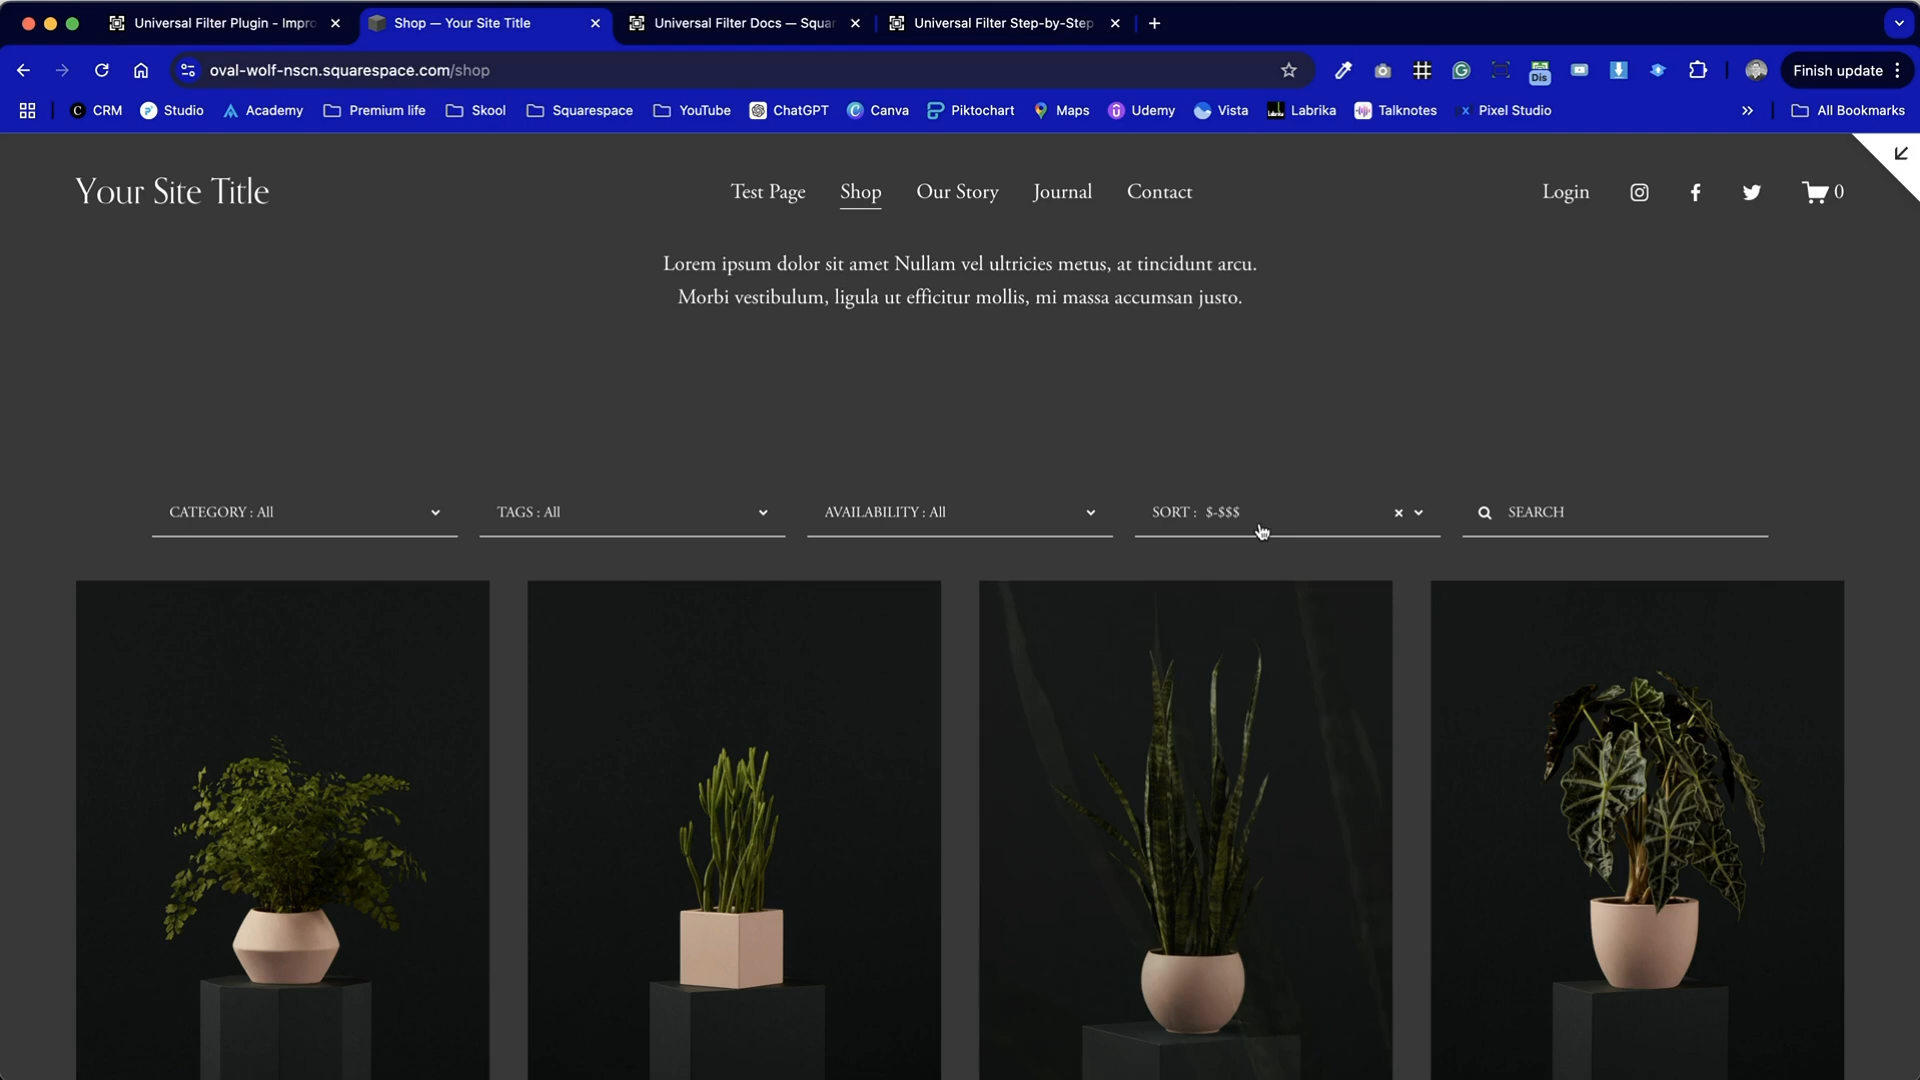 Universal Filter Plugin - Impro
Shop — Your Site Title
Universal Filter Docs — Squar
Universal Filter Step-by-Step
oval-wolf-nscn.squarespace.com/shop
Dis
Finish update
CRM
Studio
Academy
Premium life
Skool
Squarespace
YouTube
ChatGPT
Canva
Piktochart
Maps
Udemy
Vista
Labrika
Talknotes
Pixel Studio
All Bookmarks
Your Site Title
Test Page
Shop
Our Story
Journal
Contact
Login
0
Lorem ipsum dolor sit amet Nullam vel ultricies metus, at tincidunt arcu.
Morbi vestibulum, ligula ut efficitur mollis, mi massa accumsan justo.
CATEGORY : All
TAGS : All
AVAILABILITY : All
SORT : $-$$$
SEARCH